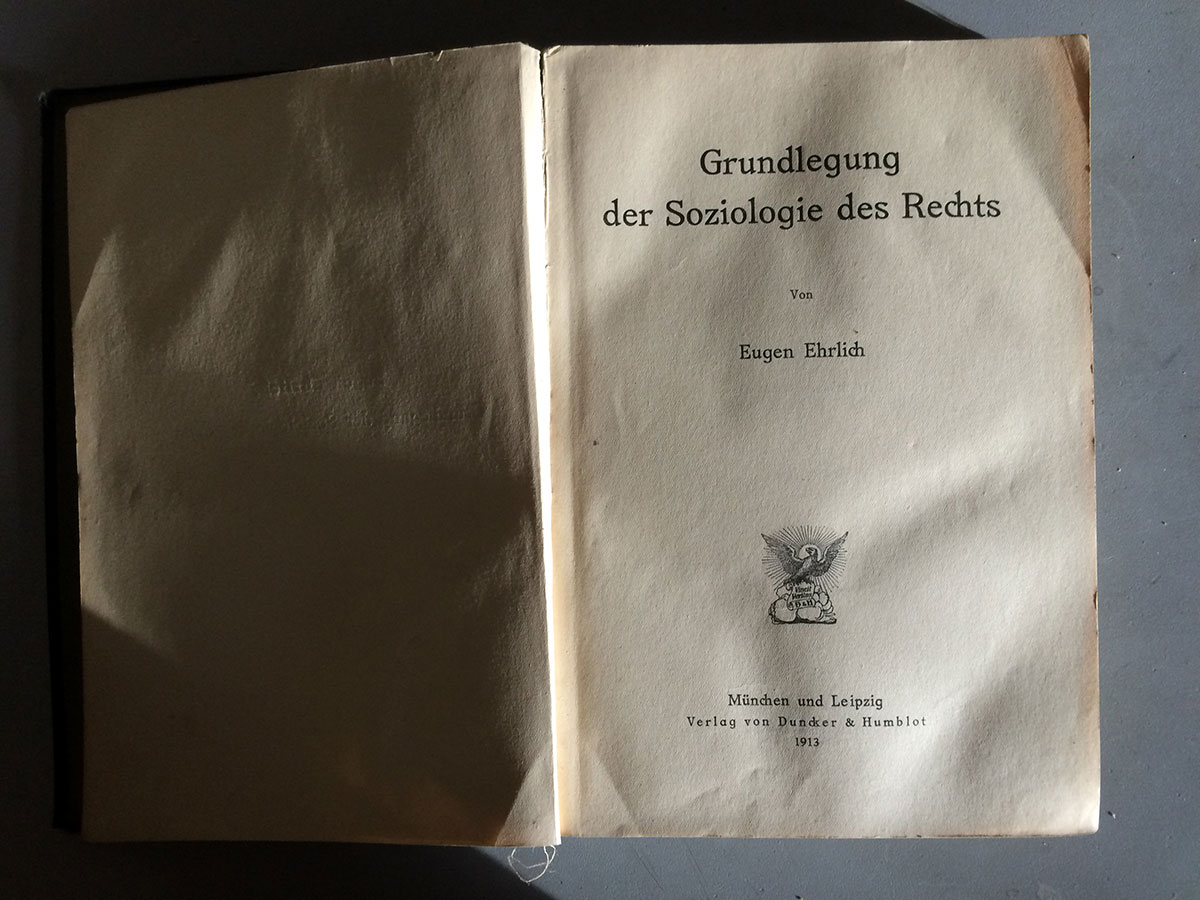 Grundlegung
der Soziologie des Rechts
Von
Eugen Ehrlich
D & H
München und Leipzig
Verlag von Duncker & Humblot
1913